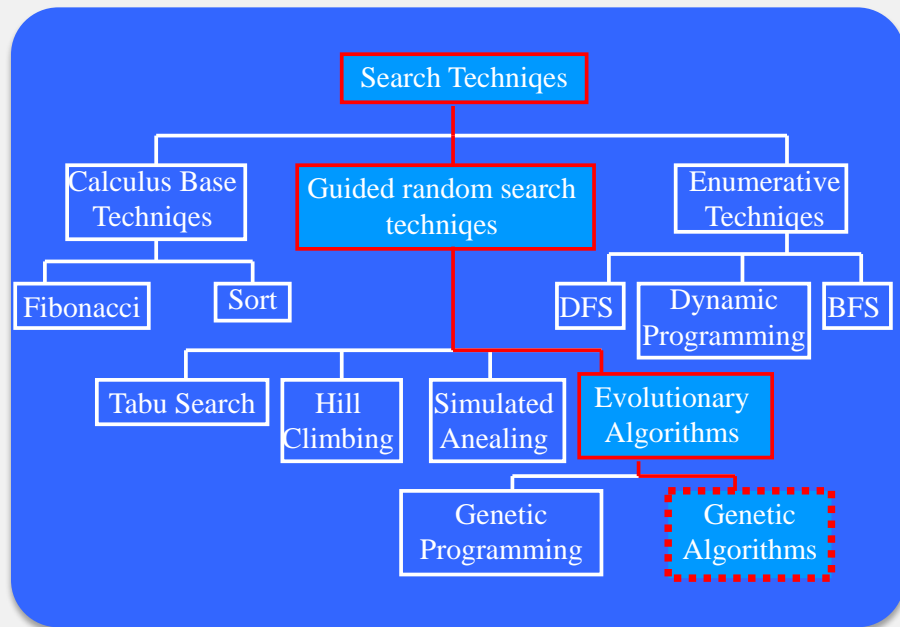 Search Techniqes
Calculus Base
Techniqes
Guided random search
techniqes
Enumerative
Techniqes
Fibonacci
Sort
DFS
Dynamic
Programming
BFS
Tabu Search
Hill
Climbing
Simulated
Anealing
Evolutionary
Algorithms
Genetic
Programming
Genetic
Algorithms